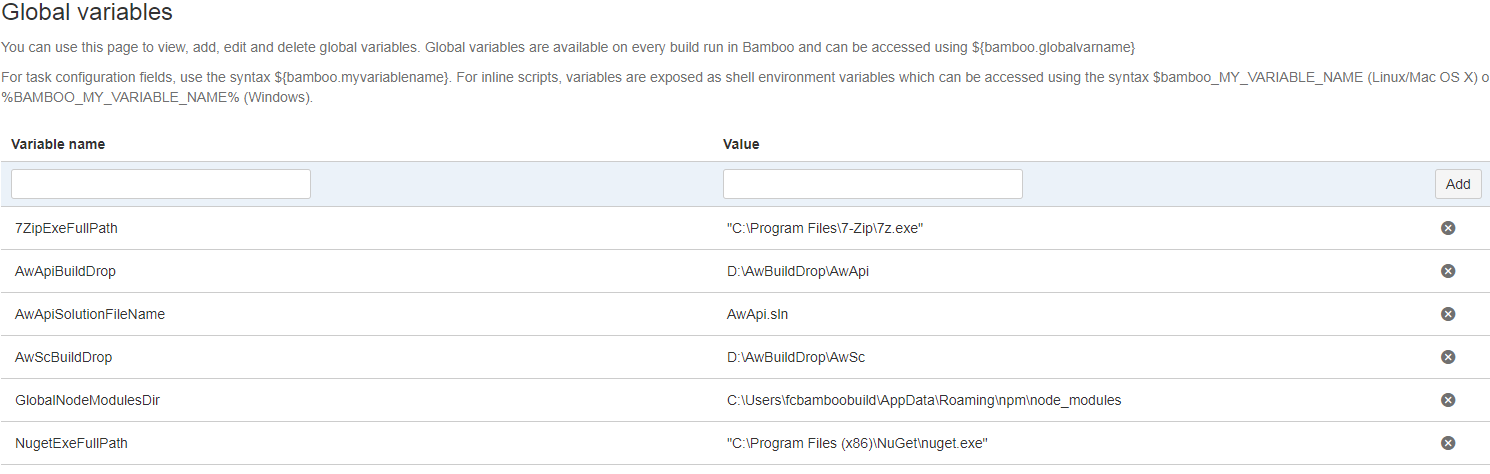 Global variables
You can use this page to view, add, edit and delete global variables. Global variables are available on every build run in Bamboo and can be accessed using ${bamboo.globalvarname}
For task configuration fields, use the syntax ${bamboo.myvariablename}. For inline scripts, variables are exposed as shell environment variables which can be accessed using the syntax $bamboo_MY_VARIABLE_NAME (Linux/Mac OS X) o
%BAMBOO_MY_VARIABLE_NAME% (Windows).
Variable name Value
Add
7ZipExeFullPath "C:\Program Files\7-Zip\7z.exe"
AwApiBuildDrop D:\AwBuildDrop\AwApi
AwApiSolutionFileName AwApi.sln
AwScBuildDrop D:\AwBuildDrop\AwSc
GlobalNodeModulesDir C:\Users\fcbamboobuild\AppData\Roaming\npm\node_modules
NugetExeFullPath "C:\Program Files (x86)\NuGet\nuget.exe"